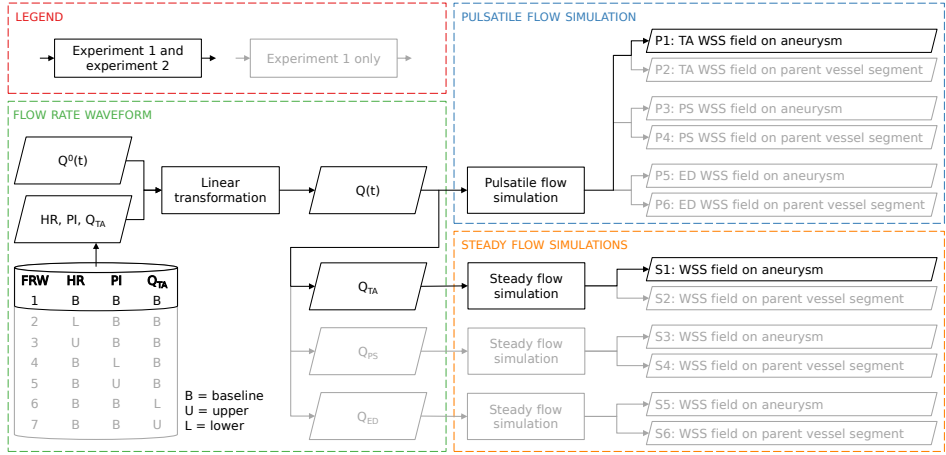 LEGEND
Experiment 1 and
experiment 2
Experiment 1 only
FLOW RATE WAVEFORM
Q⁰(t)
HR, PI, Q_TA
Linear
transformation
Q(t)
FRW HR PI Q_TA
1 B B B
2 L B B
3 U B B
4 B L B
5 B U B
6 B B L
7 B B U
B = baseline
U = upper
L = lower
Q_TA
Q_PS
Q_ED
PULSATILE FLOW SIMULATION
Pulsatile flow
simulation
P1: TA WSS field on aneurysm
P2: TA WSS field on parent vessel segment
P3: PS WSS field on aneurysm
P4: PS WSS field on parent vessel segment
P5: ED WSS field on aneurysm
P6: ED WSS field on parent vessel segment
STEADY FLOW SIMULATIONS
Steady flow
simulation
S1: WSS field on aneurysm
S2: WSS field on parent vessel segment
Steady flow
simulation
S3: WSS field on aneurysm
S4: WSS field on parent vessel segment
Steady flow
simulation
S5: WSS field on aneurysm
S6: WSS field on parent vessel segment